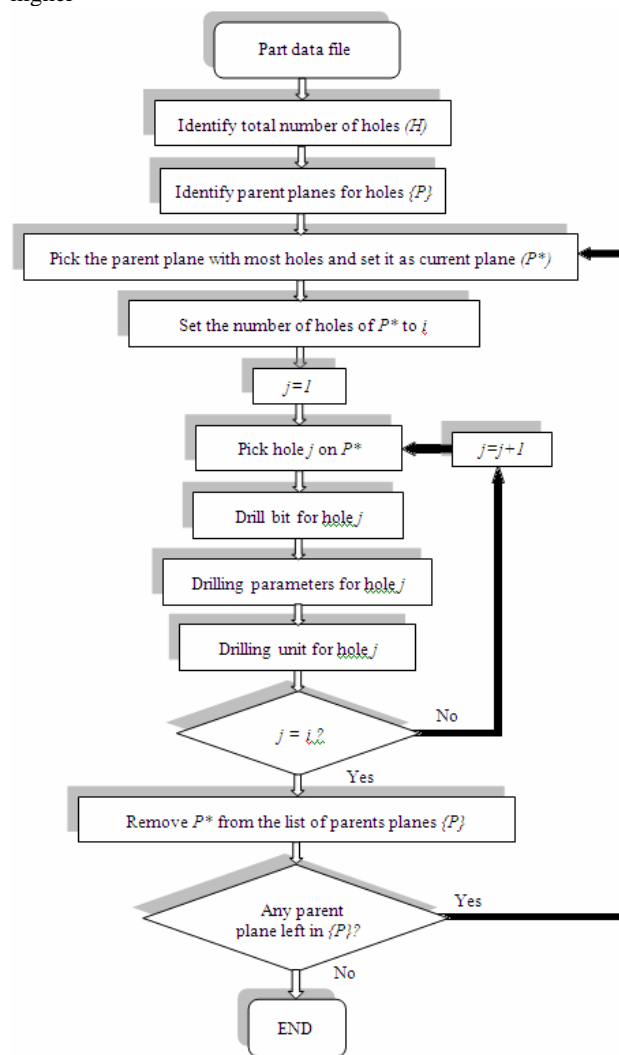 higher
Part data file
Identify total number of holes (H)
Identify parent planes for holes {P}
Pick the parent plane with most holes and set it as current plane (P*)
Set the number of holes of P* to i
j=1
Pick hole j on P*
j=j+1
Drill bit for hole j
Drilling parameters for hole j
Drilling unit for hole j
j = i ?
No
Yes
Remove P* from the list of parents planes {P}
Any parent
plane left in {P}?
Yes
No
END